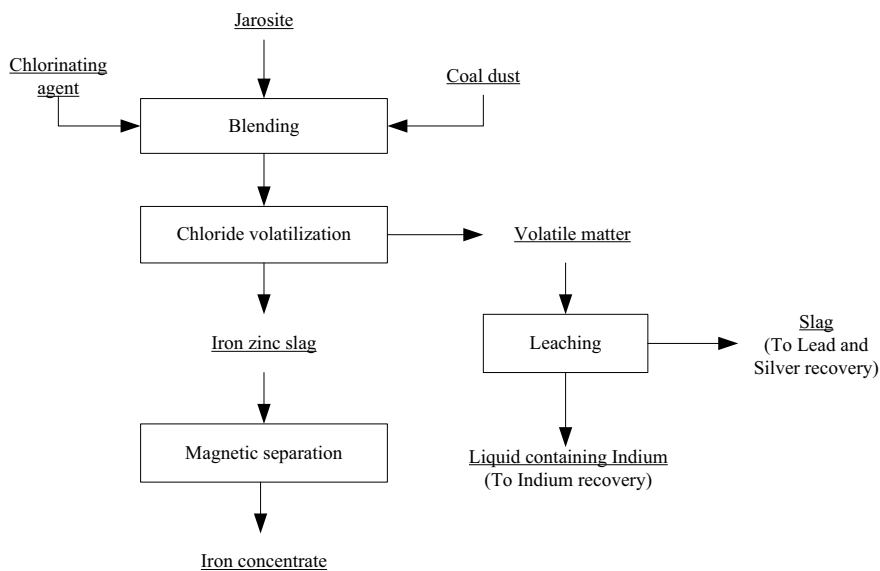 Jarosite
Chlorinating
agent
Coal dust
Blending
Chloride volatilization
Volatile matter
Iron zinc slag
Leaching
Slag
(To Lead and
Silver recovery)
Magnetic separation
Liquid containing Indium
(To Indium recovery)
Iron concentrate